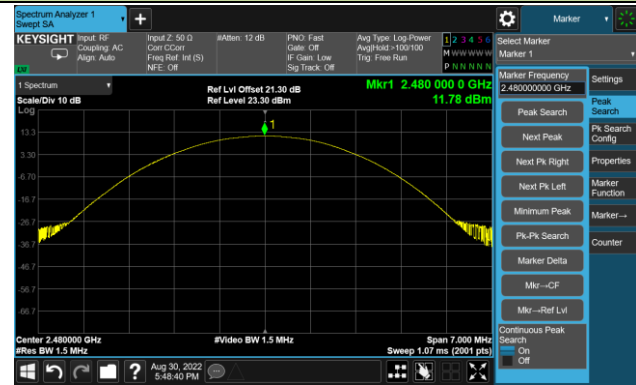 Spectrum Analyzer 1
Swept SA
Marker
KEYSIGHT
Input: RF
Coupling: AC
Align: Auto
Input Z: 50 Ω
Corr CCorr
Freq Ref: Int (S)
NFE: Off
#Atten: 12 dB
PNO: Fast
Gate: Off
IF Gain: Low
Sig Track: Off
Avg Type: Log-Power
Avg|Hold:>100/100
Trig: Free Run
1 2 3 4 5 6
M W W W W W
P N N N N N
Select Marker
Marker 1
1 Spectrum
Scale/Div 10 dB
Log
Ref Lvl Offset 21.30 dB
Ref Level 23.30 dBm
Mkr1 2.480 000 0 GHz
11.78 dBm
1
13.3
3.30
-6.70
-16.7
-26.7
-36.7
-46.7
-56.7
-66.7
Center 2.480000 GHz
#Res BW 1.5 MHz
#Video BW 1.5 MHz
Span 7.000 MHz
Sweep 1.07 ms (2001 pts)
Marker Frequency
2.480000000 GHz
Peak Search
Next Peak
Next Pk Right
Next Pk Left
Minimum Peak
Pk-Pk Search
Marker Delta
Mkr→CF
Mkr→Ref Lvl
Continuous Peak
Search
On
Off
Settings
Peak
Search
Pk Search
Config
Properties
Marker
Function
Marker→
Counter
?
Aug 30, 2022
5:48:40 PM